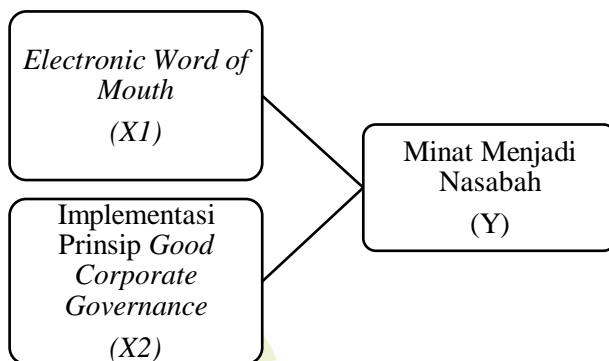 Electronic Word of
Mouth
(X1)
Minat Menjadi
Nasabah
(Y)
Implementasi
Prinsip Good
Corporate
Governance
(X2)